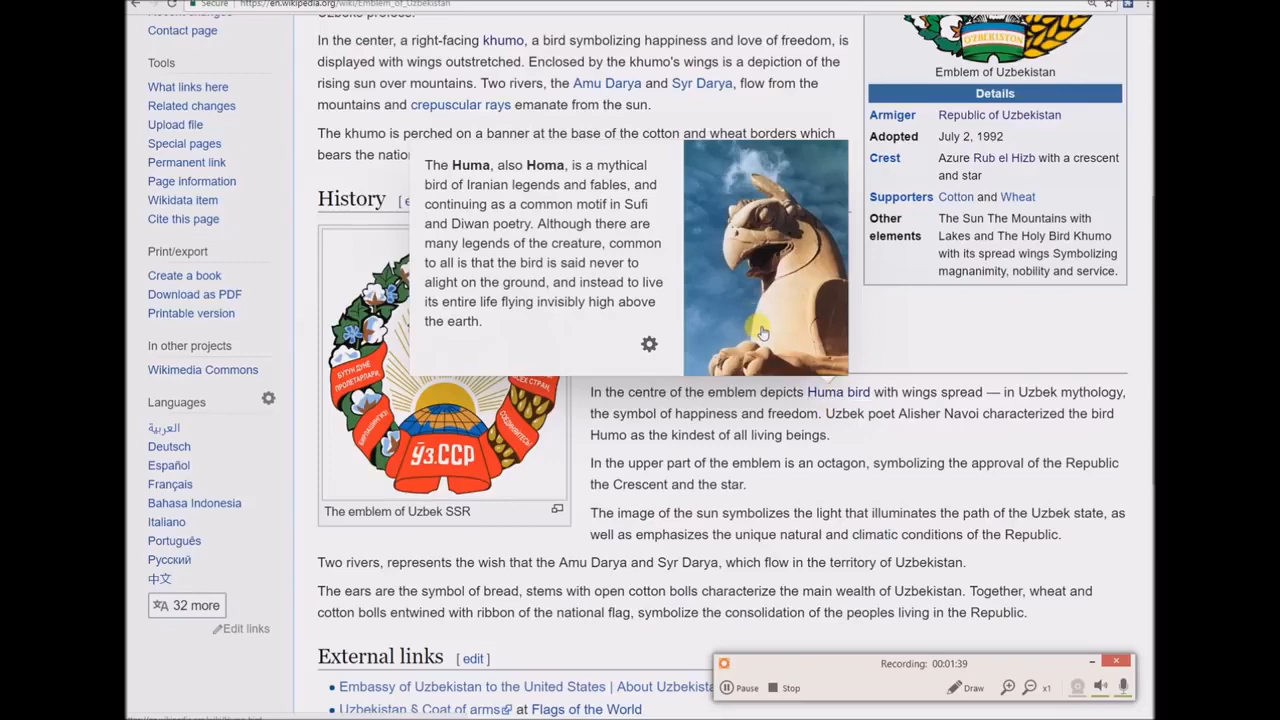 Secure
https://en.wikipedia.org/wiki/Emblem_of_Uzbekistan
Recent changes
Contact page
Tools
What links here
Related changes
Upload file
Special pages
Permanent link
Page information
Wikidata item
Cite this page
Print/export
Create a book
Download as PDF
Printable version
In other projects
Wikimedia Commons
Languages
العربية
Deutsch
Español
Français
Bahasa Indonesia
Italiano
Português
Русский
中文
32 more
Edit links
In the center, a right-facing khumo, a bird symbolizing happiness and love of freedom, is
displayed with wings outstretched. Enclosed by the khumo's wings is a depiction of the
rising sun over mountains. Two rivers, the Amu Darya and Syr Darya, flow from the
mountains and crepuscular rays emanate from the sun.
The khumo is perched on a banner at the base of the cotton and wheat borders which
bears the natio
History [ e
The Huma, also Homa, is a mythical
bird of Iranian legends and fables, and
continuing as a common motif in Sufi
and Diwan poetry. Although there are
many legends of the creature, common
to all is that the bird is said never to
alight on the ground, and instead to live
its entire life flying invisibly high above
the earth.
БУТУН ДУНЁ
ПРОЛЕТАРЛАРИ,
ВСЕХ СТРАН,
СОЕДИНЯЙТЕСЬ!
Ўз.ССР
The emblem of Uzbek SSR
In the centre of the emblem depicts Huma bird with wings spread — in Uzbek mythology,
the symbol of happiness and freedom. Uzbek poet Alisher Navoi characterized the bird
Humo as the kindest of all living beings.
In the upper part of the emblem is an octagon, symbolizing the approval of the Republic
the Crescent and the star.
The image of the sun symbolizes the light that illuminates the path of the Uzbek state, as
well as emphasizes the unique natural and climatic conditions of the Republic.
Two rivers, represents the wish that the Amu Darya and Syr Darya, which flow in the territory of Uzbekistan.
The ears are the symbol of bread, stems with open cotton bolls characterize the main wealth of Uzbekistan. Together, wheat and
cotton bolls entwined with ribbon of the national flag, symbolize the consolidation of the peoples living in the Republic.
External links [ edit ]
Embassy of Uzbekistan to the United States | About Uzbekista
Uzbekistan & Coat of arms at Flags of the World
O'ZBEKISTON
Emblem of Uzbekistan
Details
Armiger Republic of Uzbekistan
Adopted July 2, 1992
Crest Azure Rub el Hizb with a crescent
and star
Supporters Cotton and Wheat
Other The Sun The Mountains with
elements Lakes and The Holy Bird Khumo
with its spread wings Symbolizing
magnanimity, nobility and service.
Recording: 00:01:39
Pause Stop Draw x1